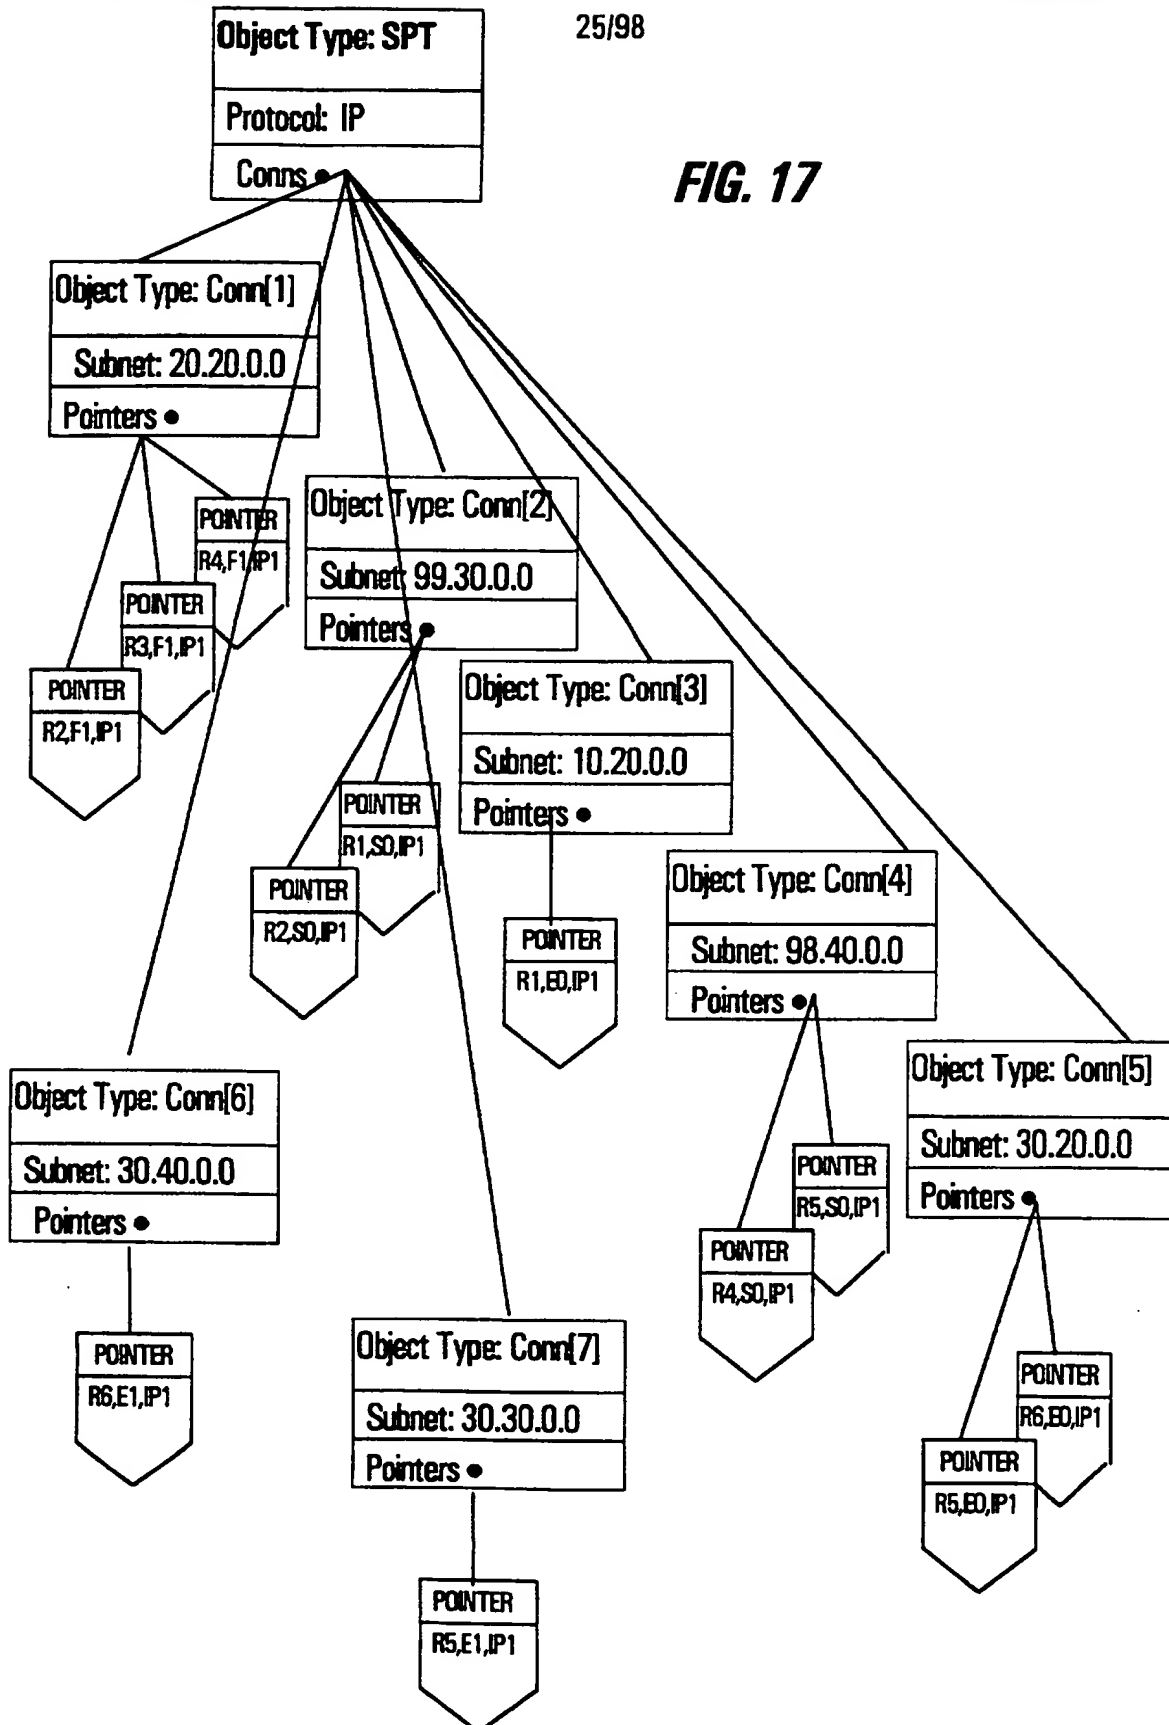 25/98
FIG. 17
Object Type: SPT
Protocol: IP
Conns
Object Type: Conn[1]
Subnet: 20.20.0.0
Pointers
POINTER
R4,F1,IP1
POINTER
R3,F1,IP1
POINTER
R2,F1,IP1
Object Type: Conn[2]
Subnet: 99.30.0.0
Pointers
POINTER
R1,S0,IP1
POINTER
R2,S0,IP1
Object Type: Conn[3]
Subnet: 10.20.0.0
Pointers
POINTER
R1,E0,IP1
Object Type: Conn[4]
Subnet: 98.40.0.0
Pointers
POINTER
R5,S0,IP1
POINTER
R4,S0,IP1
Object Type: Conn[5]
Subnet: 30.20.0.0
Pointers
POINTER
R6,E0,IP1
POINTER
R5,E0,IP1
Object Type: Conn[6]
Subnet: 30.40.0.0
Pointers
POINTER
R6,E1,IP1
Object Type: Conn[7]
Subnet: 30.30.0.0
Pointers
POINTER
R5,E1,IP1